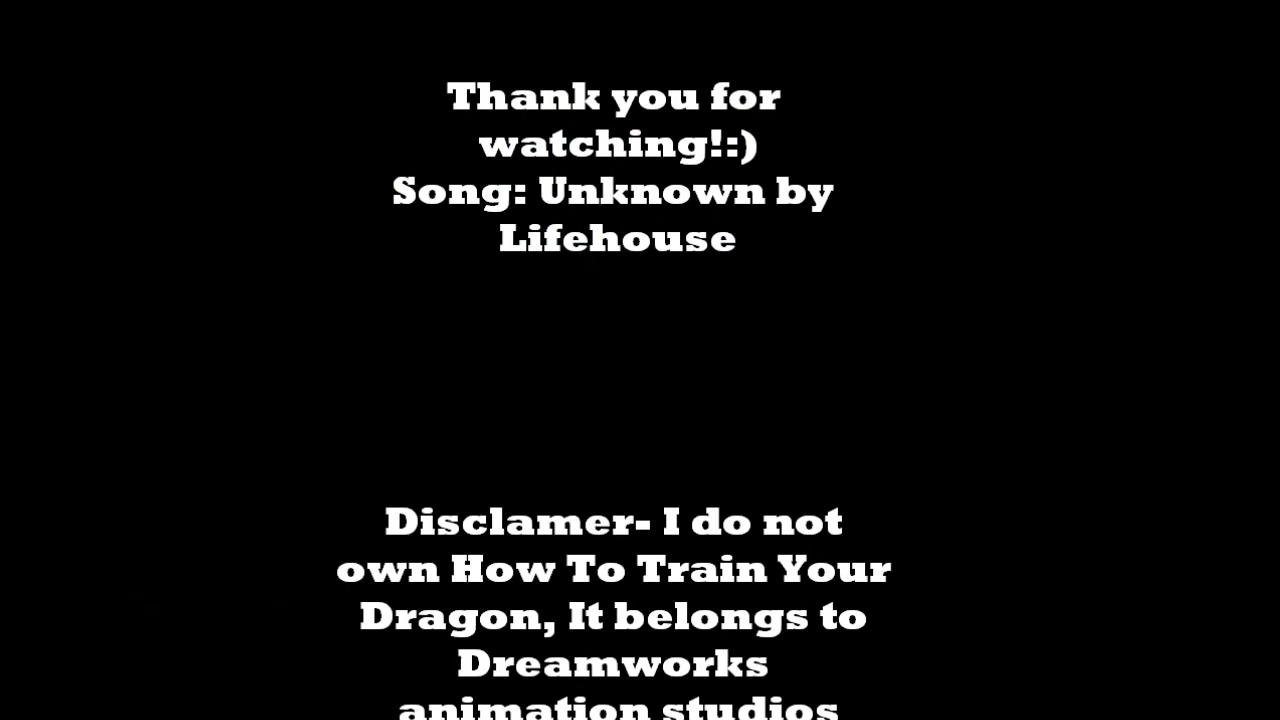 Thank you for
watching!:)
Song: Unknown by
Lifehouse
Disclamer- I do not
own How To Train Your
Dragon, It belongs to
Dreamworks
animation studios